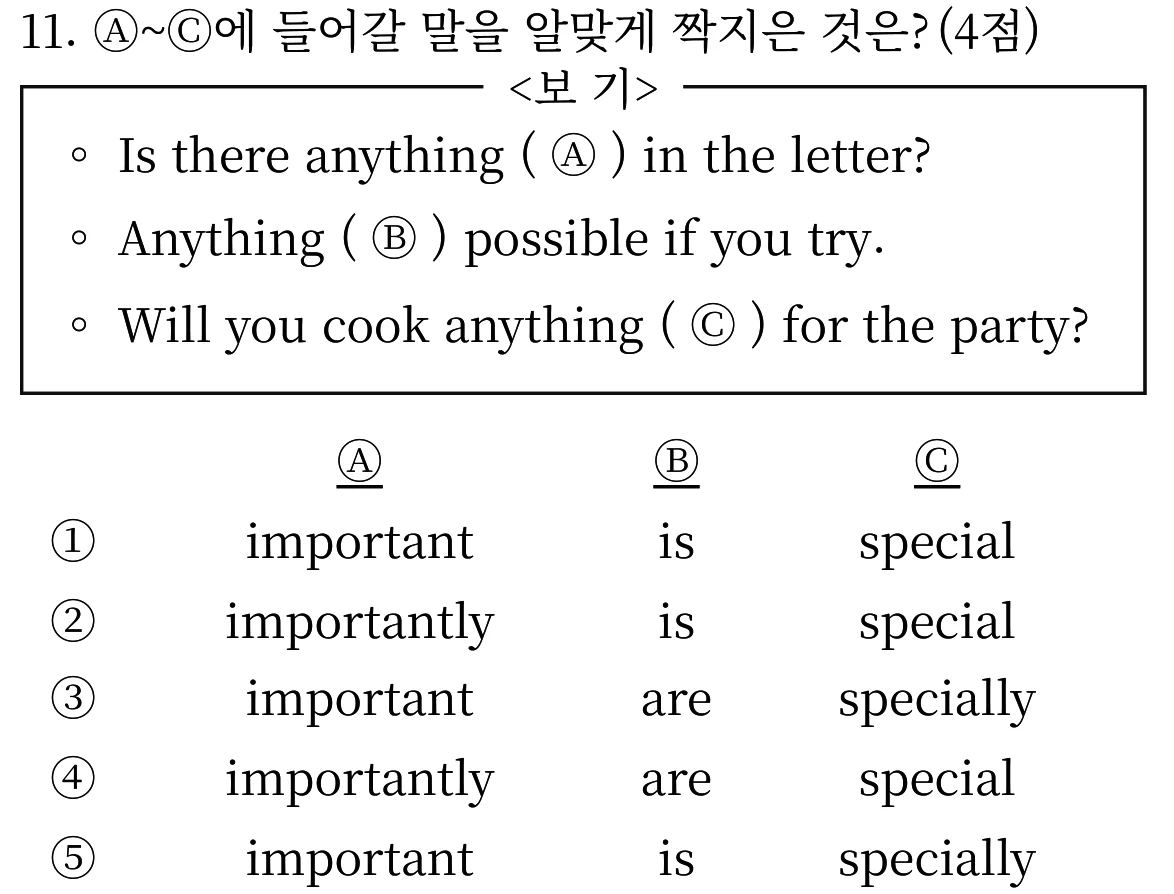 11. Ⓐ~Ⓒ에 들어갈 말을 알맞게 짝지은 것은? (4점)
<보 기>
◦ Is there anything ( Ⓐ ) in the letter?
◦ Anything ( Ⓑ ) possible if you try.
◦ Will you cook anything ( Ⓒ ) for the party?
Ⓐ Ⓑ Ⓒ
① important is special
② importantly is special
③ important are specially
④ importantly are special
⑤ important is specially